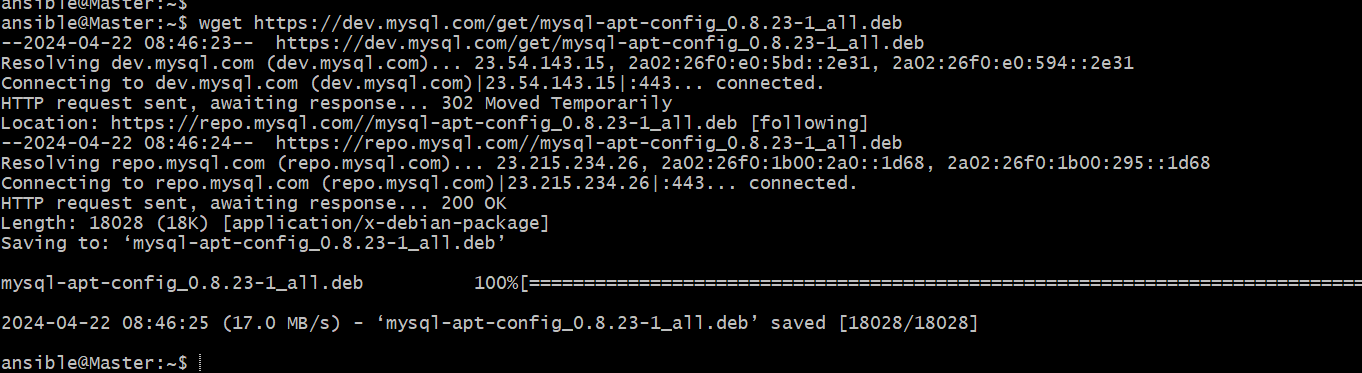 ansible@Master:~$
ansible@Master:~$ wget https://dev.mysql.com/get/mysql-apt-config_0.8.23-1_all.deb
--2024-04-22 08:46:23--  https://dev.mysql.com/get/mysql-apt-config_0.8.23-1_all.deb
Resolving dev.mysql.com (dev.mysql.com)... 23.54.143.15, 2a02:26f0:e0:5bd::2e31, 2a02:26f0:e0:594::2e31
Connecting to dev.mysql.com (dev.mysql.com)|23.54.143.15|:443... connected.
HTTP request sent, awaiting response... 302 Moved Temporarily
Location: https://repo.mysql.com//mysql-apt-config_0.8.23-1_all.deb [following]
--2024-04-22 08:46:24--  https://repo.mysql.com//mysql-apt-config_0.8.23-1_all.deb
Resolving repo.mysql.com (repo.mysql.com)... 23.215.234.26, 2a02:26f0:1b00:2a0::1d68, 2a02:26f0:1b00:295::1d68
Connecting to repo.mysql.com (repo.mysql.com)|23.215.234.26|:443... connected.
HTTP request sent, awaiting response... 200 OK
Length: 18028 (18K) [application/x-debian-package]
Saving to: ‘mysql-apt-config_0.8.23-1_all.deb’
mysql-apt-config_0.8.23-1_all.deb          100%[============================================================================
2024-04-22 08:46:25 (17.0 MB/s) - ‘mysql-apt-config_0.8.23-1_all.deb’ saved [18028/18028]
ansible@Master:~$